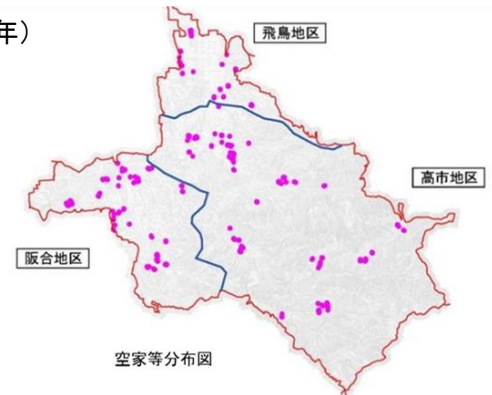 年）
飛鳥地区
高市地区
阪合地区
空家等分布図